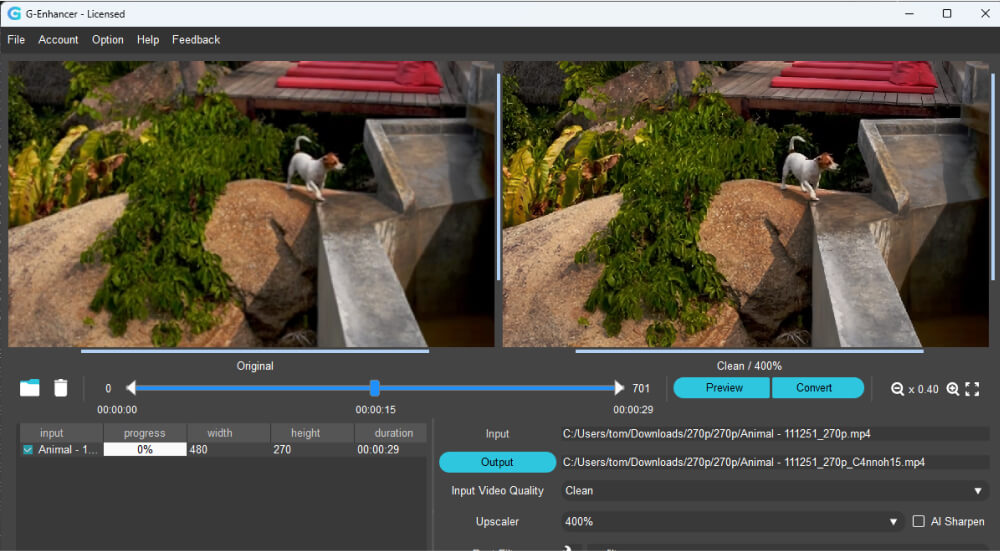 G-Enhancer - Licensed
File Account Option Help Feedback
Original
Clean / 400%
0
701
Preview
Convert
x 0.40
00:00:00
00:00:15
00:00:29
input progress width height duration
Animal - 1... 0% 480 270 00:00:29
Input C:/Users/tom/Downloads/270p/270p/Animal - 111251_270p.mp4
Output C:/Users/tom/Downloads/270p/270p/Animal - 111251_270p_C4nnoh15.mp4
Input Video Quality Clean
Upscaler 400% AI Sharpen